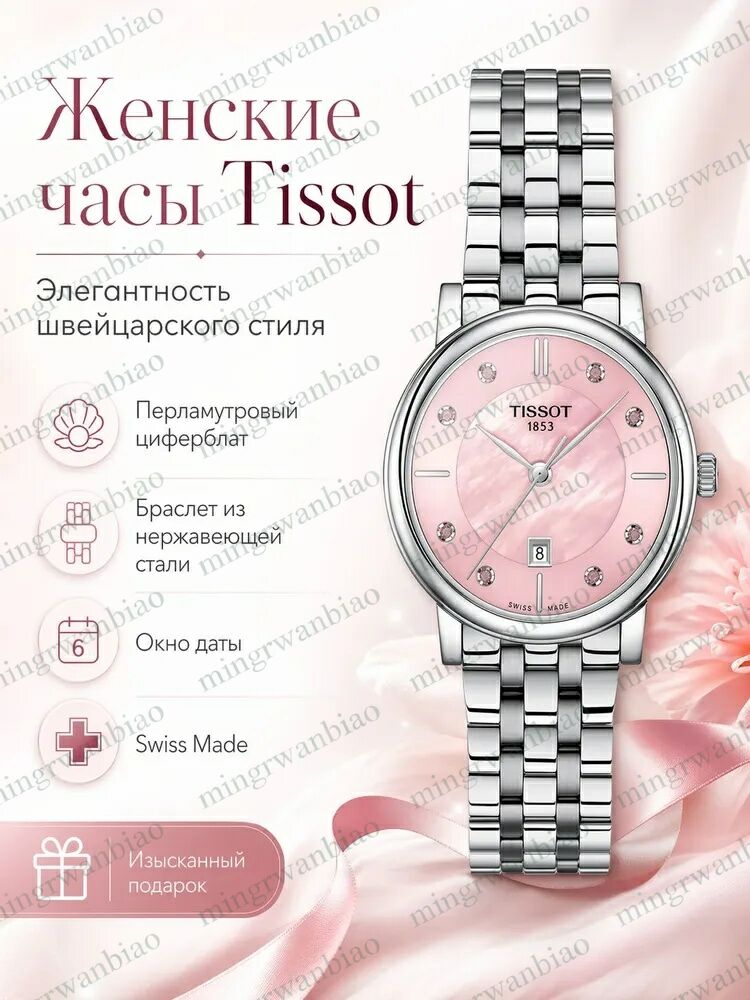 Женские
часы Tissot
Элегантность
швейцарского стиля
Перламутровый
циферблат
Браслет из
нержавеющей
стали
6
Окно даты
Swiss Made
Изысканный
подарок
TISSOT
1853
8
SWISS MADE
mingrwanbiao